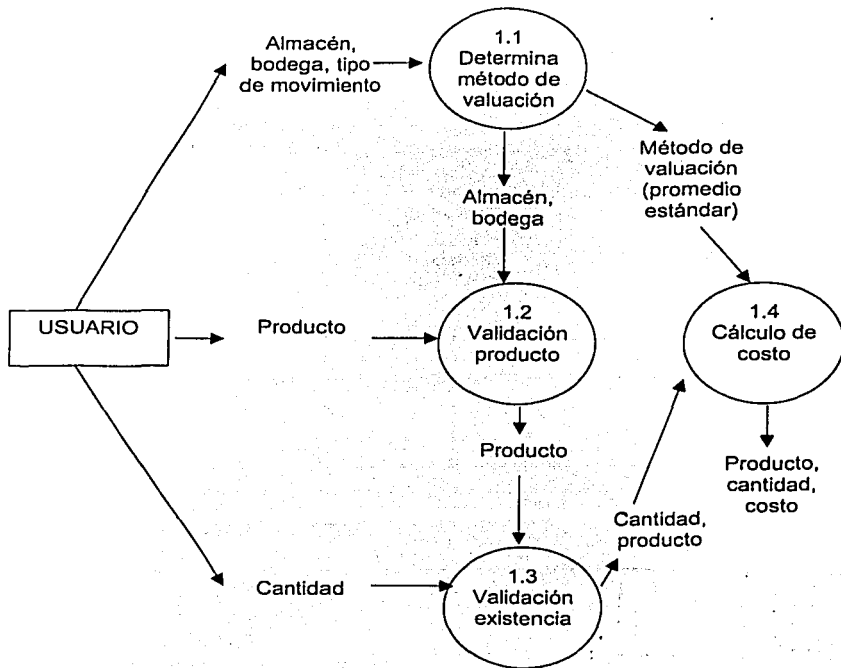 Almacén,
bodega, tipo
de movimiento
1.1
Determina
método de
valuación
Método de
valuación
(promedio
estándar)
Almacén,
bodega
USUARIO
Producto
1.2
Validación
producto
1.4
Cálculo de
costo
Producto
Producto,
cantidad,
costo
Cantidad,
producto
Cantidad
1.3
Validación
existencia